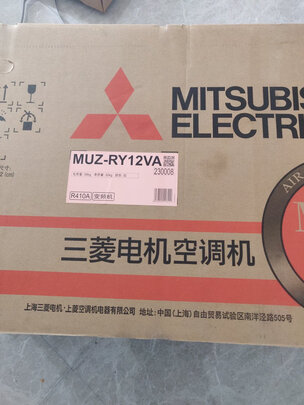 MITSUBIS
ELECTRI
MUZ-RY12VA
230008
R410A 变频机
三菱电机空调机
上海三菱电机·上菱空调机电器有限公司 地址：中国（上海）自由贸易试验区南洋泾路505号